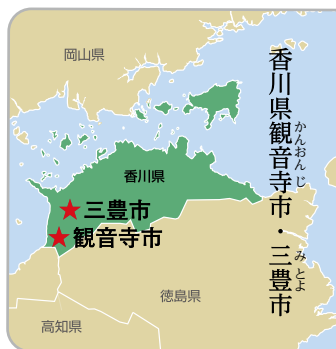 香川県観音寺市・三豊市
かんおんじ
みとよ
岡山県
香川県
三豊市
観音寺市
徳島県
高知県